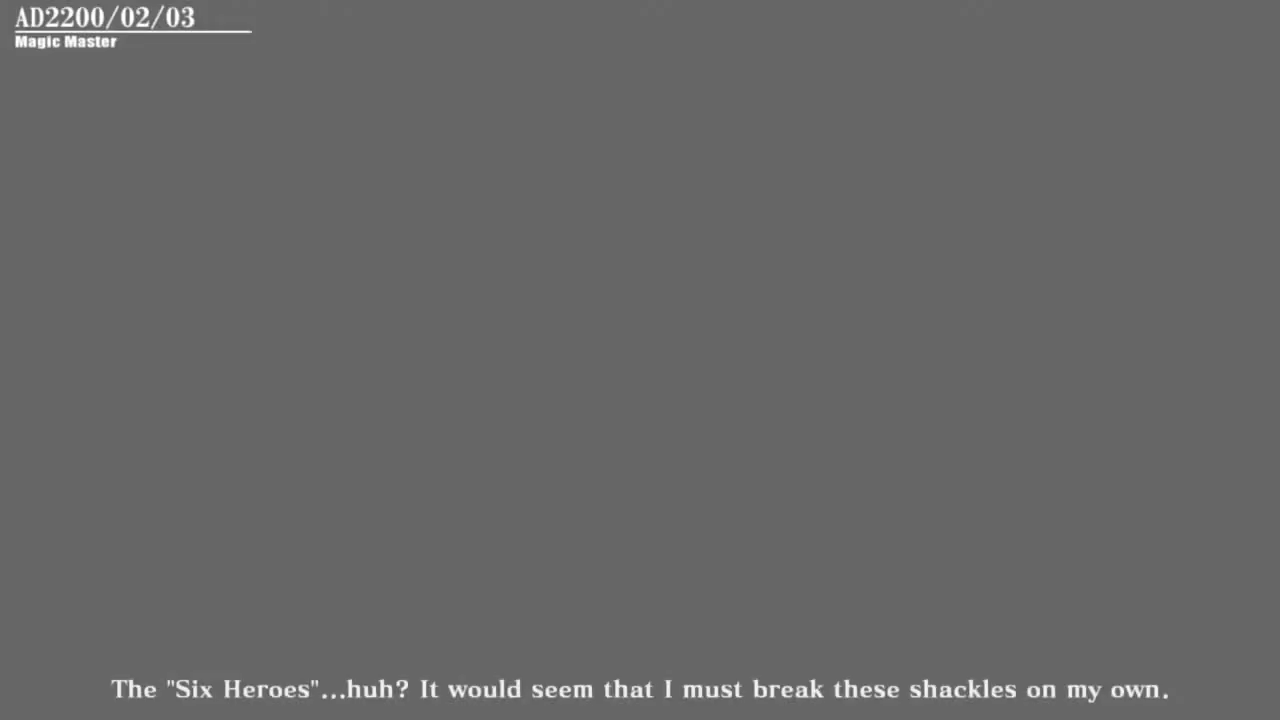 AD2200/02/03
Magic Master
The "Six Heroes"...huh? It would seem that I must break these shackles on my own.